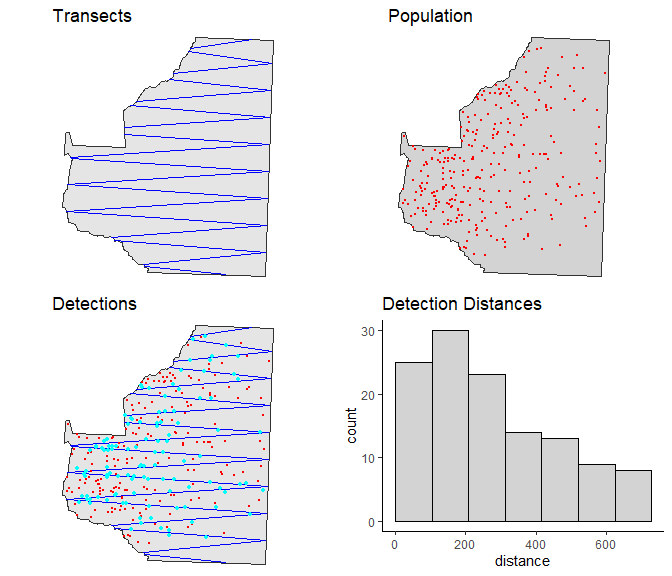 Transects
Population
Detections
Detection Distances
30
20
10
0
count
0 200 400 600
distance